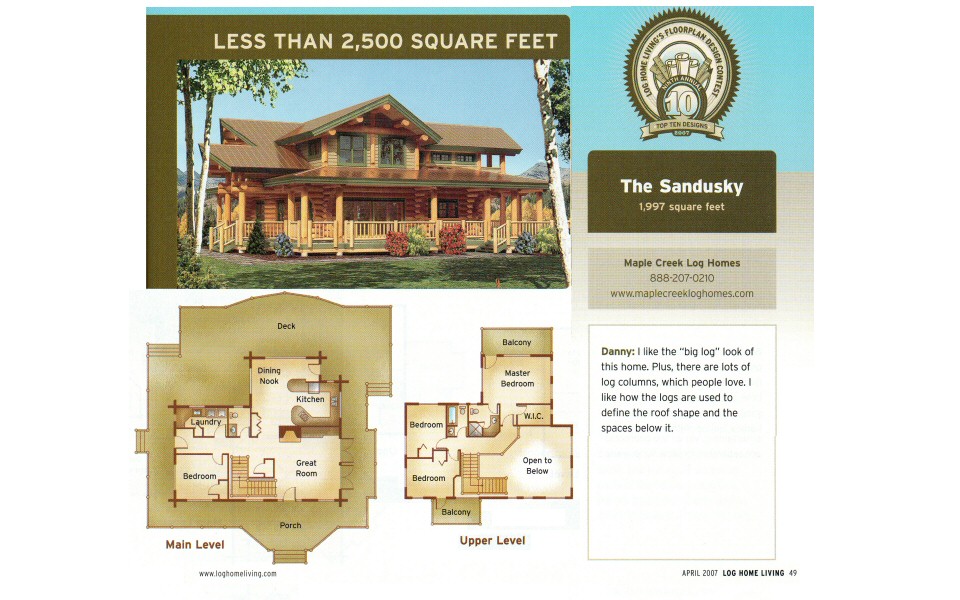 LESS THAN 2,500 SQUARE FEET
LOG HOME LIVING'S FLOORPLAN DESIGN CONTEST
ANNUAL
10
TOP TEN DESIGNS
2007
The Sandusky
1,997 square feet
Maple Creek Log Homes
888-207-0210
www.maplecreekloghomes.com
Danny: I like the “big log” look of
this home. Plus, there are lots of
log columns, which people love. I
like how the logs are used to
define the roof shape and the
spaces below it.
Deck
Dining
Nook
Kitchen
Laundry
Great
Room
Bedroom
Porch
Main Level
Balcony
Master
Bedroom
W.I.C.
Bedroom
Open to
Below
Bedroom
Balcony
Upper Level
www.loghomeliving.com
APRIL 2007 LOG HOME LIVING 49